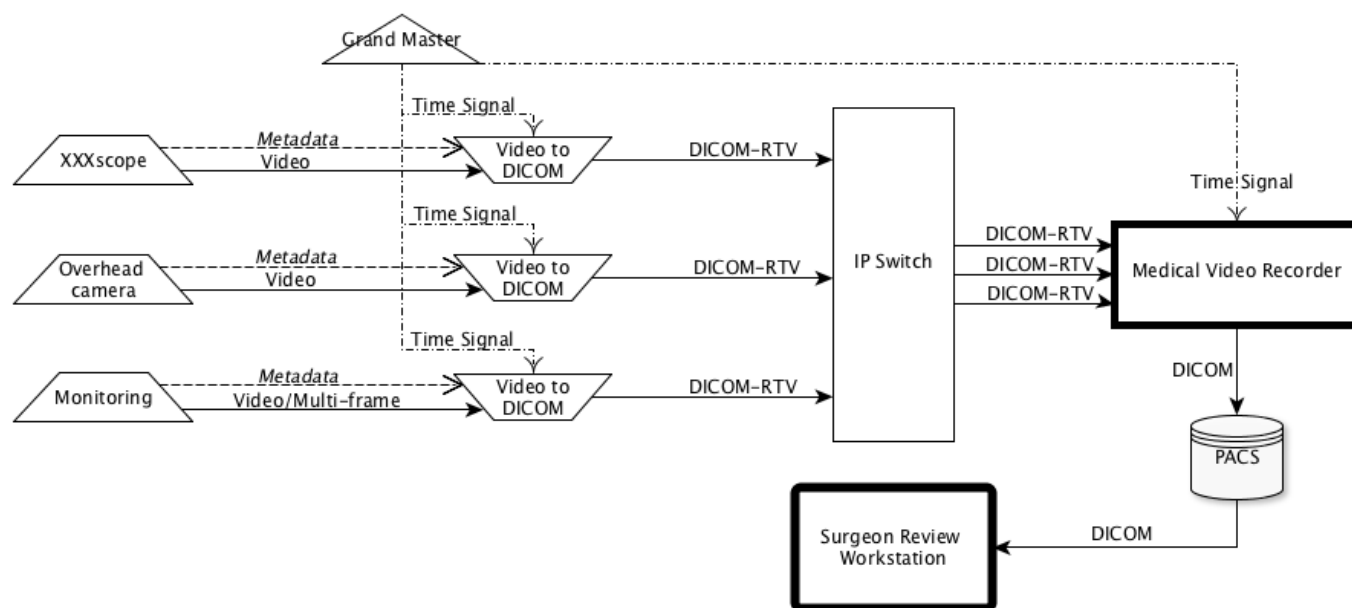 Grand Master
Time Signal
Metadata
XXXscope
Video
Video to
DICOM
DICOM-RTV
Time Signal
Time Signal
Metadata
Overhead
camera
Video
Video to
DICOM
DICOM-RTV
IP Switch
DICOM-RTV
DICOM-RTV
DICOM-RTV
Medical Video Recorder
Time Signal
Metadata
Monitoring
Video/Multi-frame
Video to
DICOM
DICOM-RTV
DICOM
PACS
DICOM
Surgeon Review
Workstation